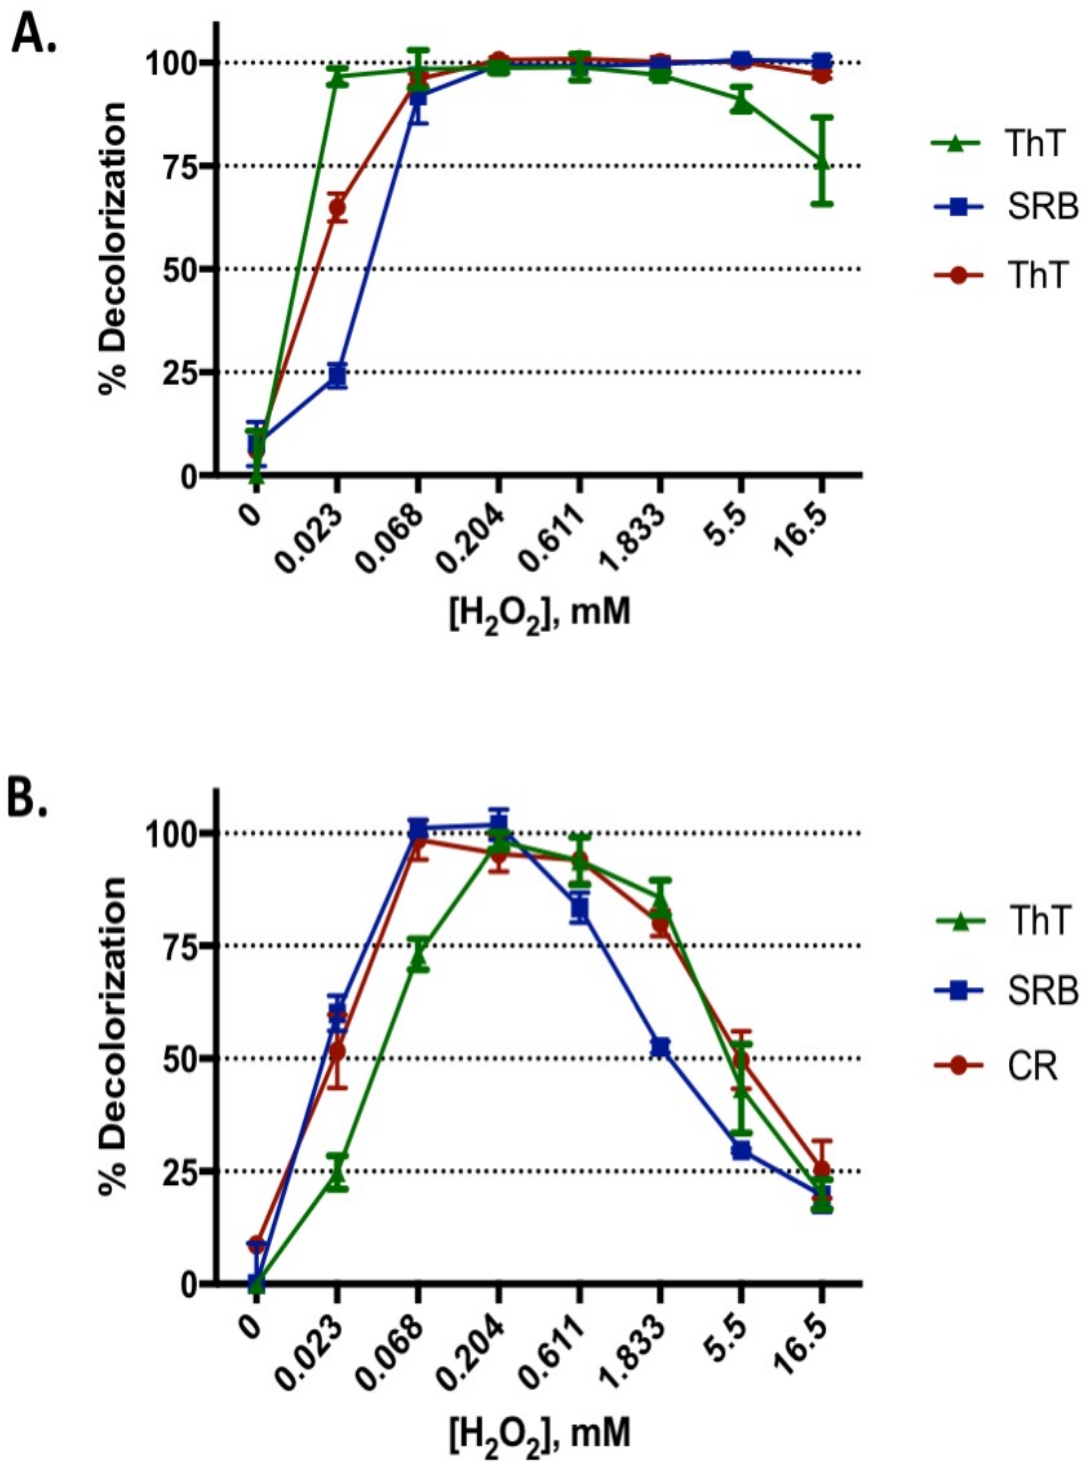 A.
% Decolorization
100
75
50
25
0
0
0.023
0.068
0.204
0.611
1.833
5.5
16.5
[H₂O₂], mM
ThT
SRB
ThT
B.
% Decolorization
100
75
50
25
0
0
0.023
0.068
0.204
0.611
1.833
5.5
16.5
[H₂O₂], mM
ThT
SRB
CR